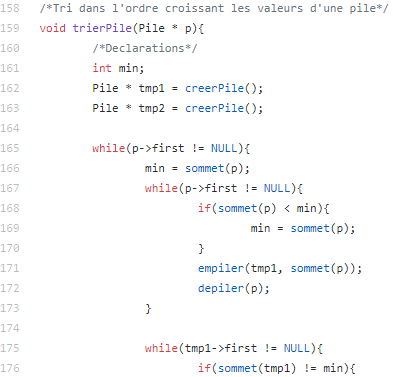 158 /*Tri dans l'ordre croissant les valeurs d'une pile*/
159 void trierPile(Pile * p){
160 /*Declarations*/
161 int min;
162 Pile * tmp1 = creerPile();
163 Pile * tmp2 = creerPile();
164
165 while(p->first != NULL){
166 min = sommet(p);
167 while(p->first != NULL){
168 if(sommet(p) < min){
169 min = sommet(p);
170 }
171 empiler(tmp1, sommet(p));
172 depiler(p);
173 }
174
175 while(tmp1->first != NULL){
176 if(sommet(tmp1) != min){